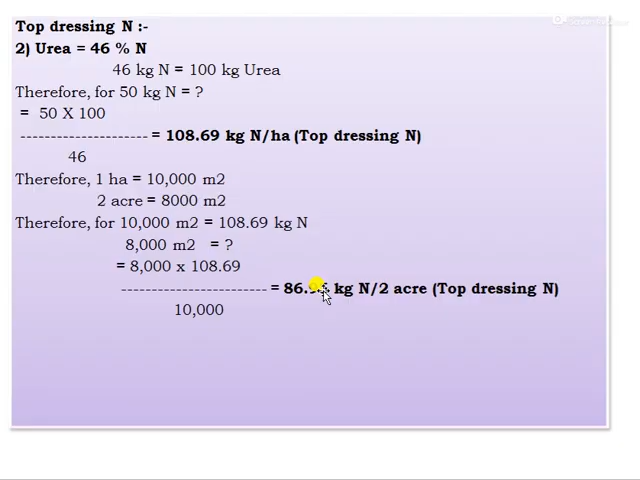 Top dressing N :-
2) Urea = 46 % N
46 kg N = 100 kg Urea
Therefore, for 50 kg N = ?
= 50 X 100
-------------------- = 108.69 kg N/ha (Top dressing N)
46
Therefore, 1 ha = 10,000 m2
2 acre = 8000 m2
Therefore, for 10,000 m2 = 108.69 kg N
8,000 m2 = ?
= 8,000 x 108.69
----------------------- = kg N/2 acre (Top dressing N)
10,000